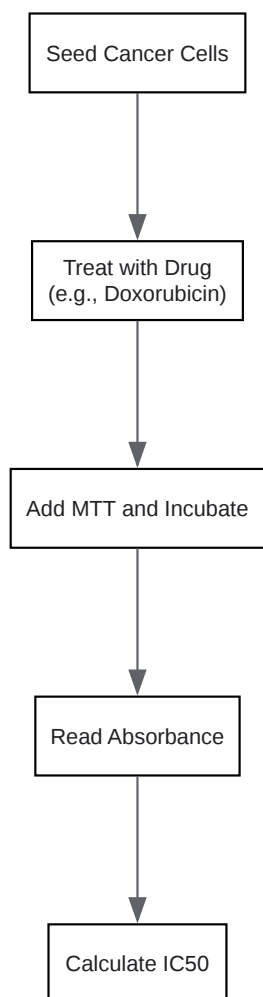 Seed Cancer Cells
Treat with Drug
(e.g., Doxorubicin)
Add MTT and Incubate
Read Absorbance
Calculate IC50